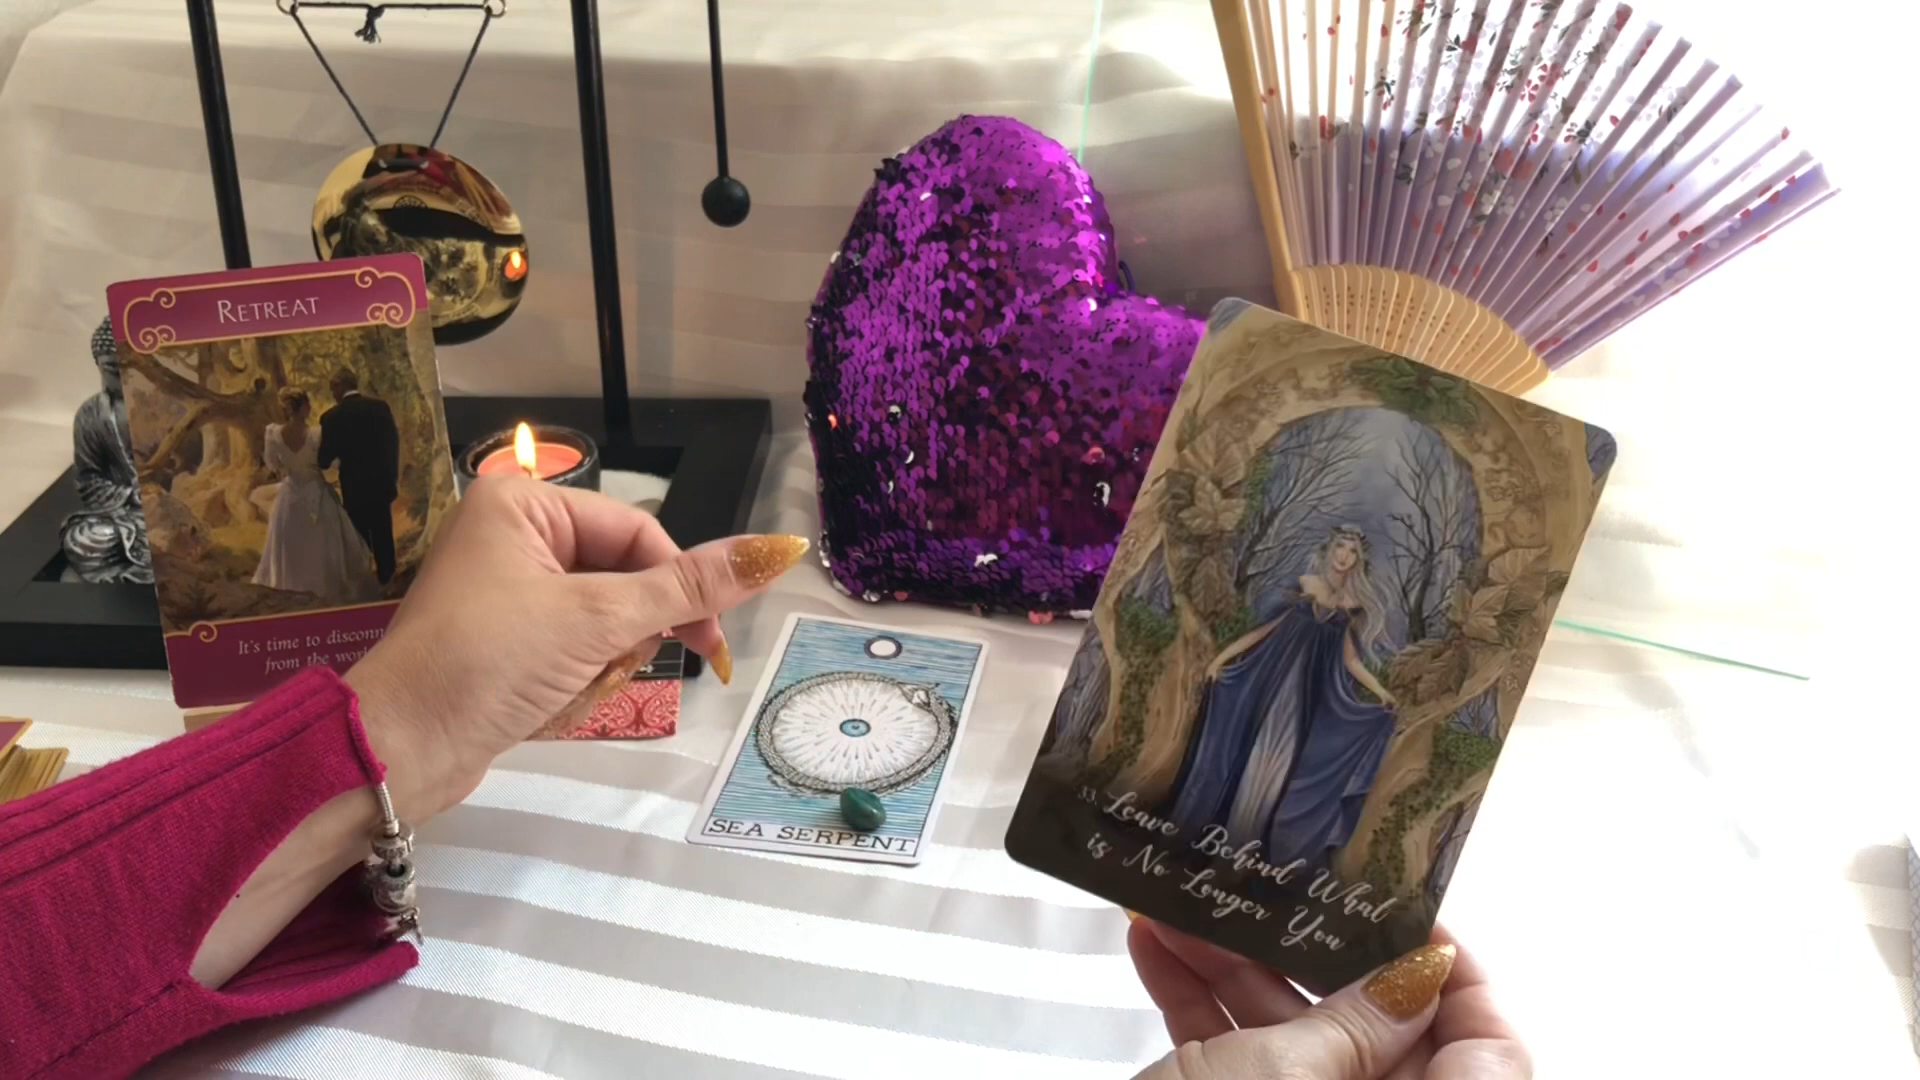 RETREAT
It's time to disconn
from the worl
SEA SERPENT
33. Leave Behind What
is No Longer You